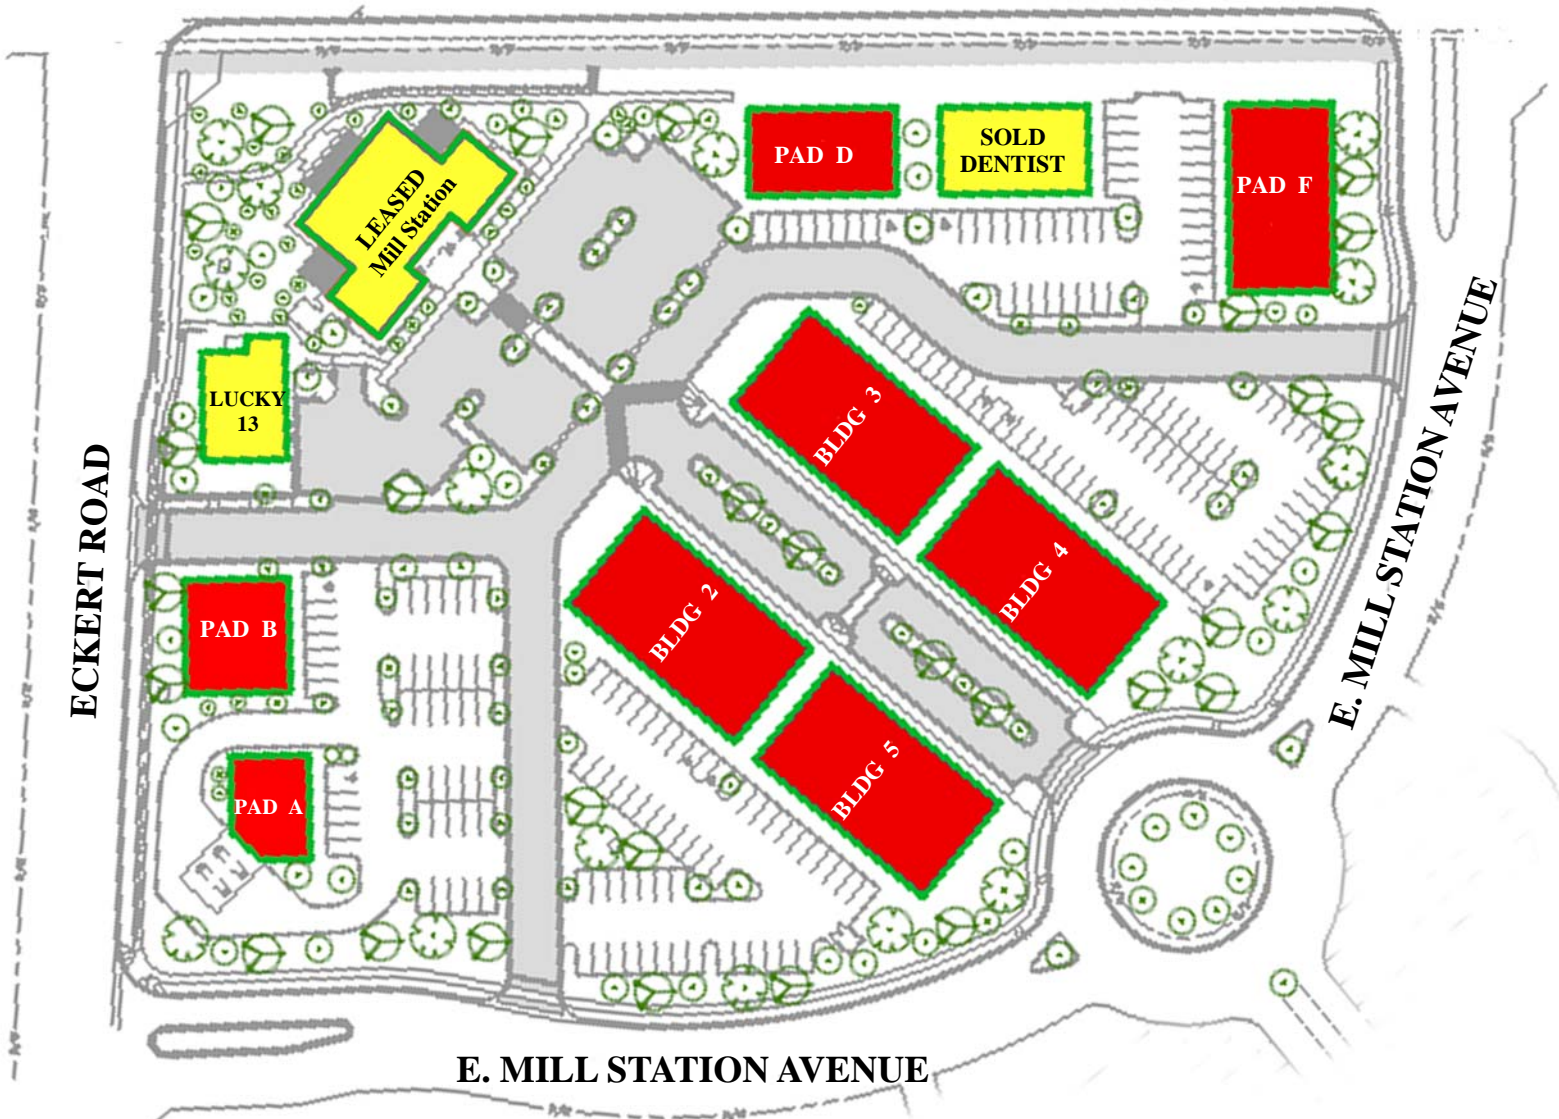 PAD D
SOLD
DENTIST
PAD F
LEASED
Mill Station
LUCKY
13
BLDG 3
BLDG 4
BLDG 2
BLDG 5
PAD B
PAD A
ECKERT ROAD
E. MILL STATION AVENUE
E. MILL STATION AVENUE